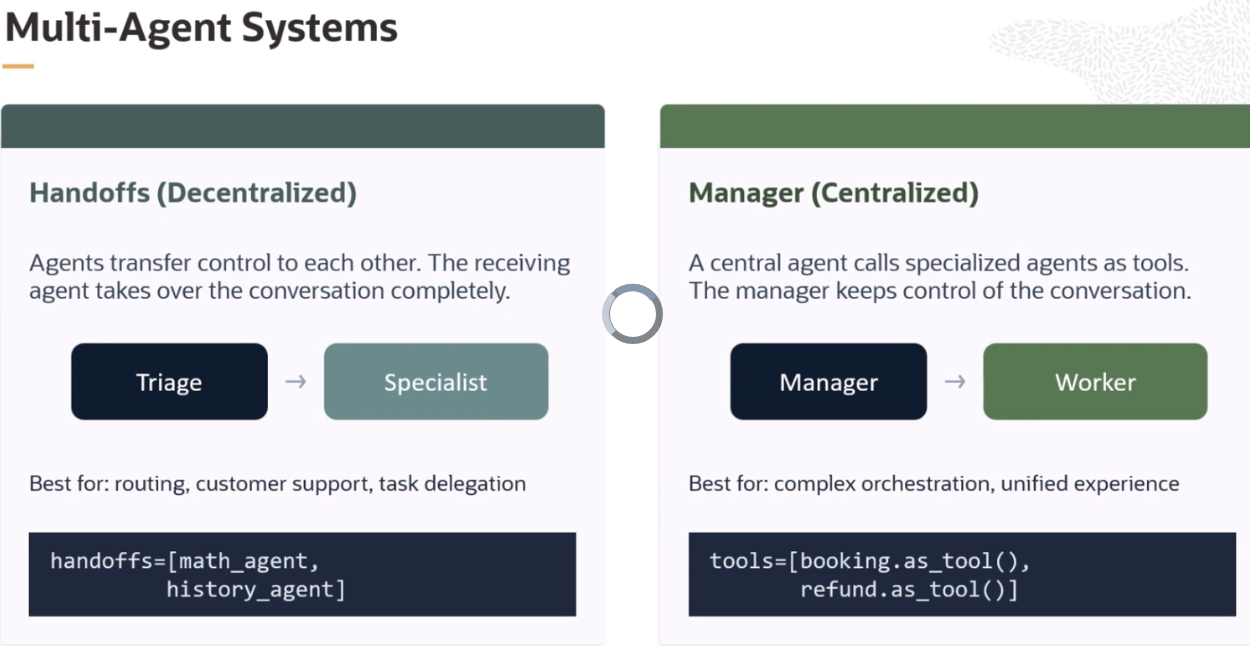 Multi-Agent Systems
Handoffs (Decentralized)
Agents transfer control to each other. The receiving
agent takes over the conversation completely.
Triage → Specialist
Best for: routing, customer support, task delegation
handoffs=[math_agent,
history_agent]
Manager (Centralized)
A central agent calls specialized agents as tools.
The manager keeps control of the conversation.
Manager → Worker
Best for: complex orchestration, unified experience
tools=[booking.as_tool(),
refund.as_tool()]